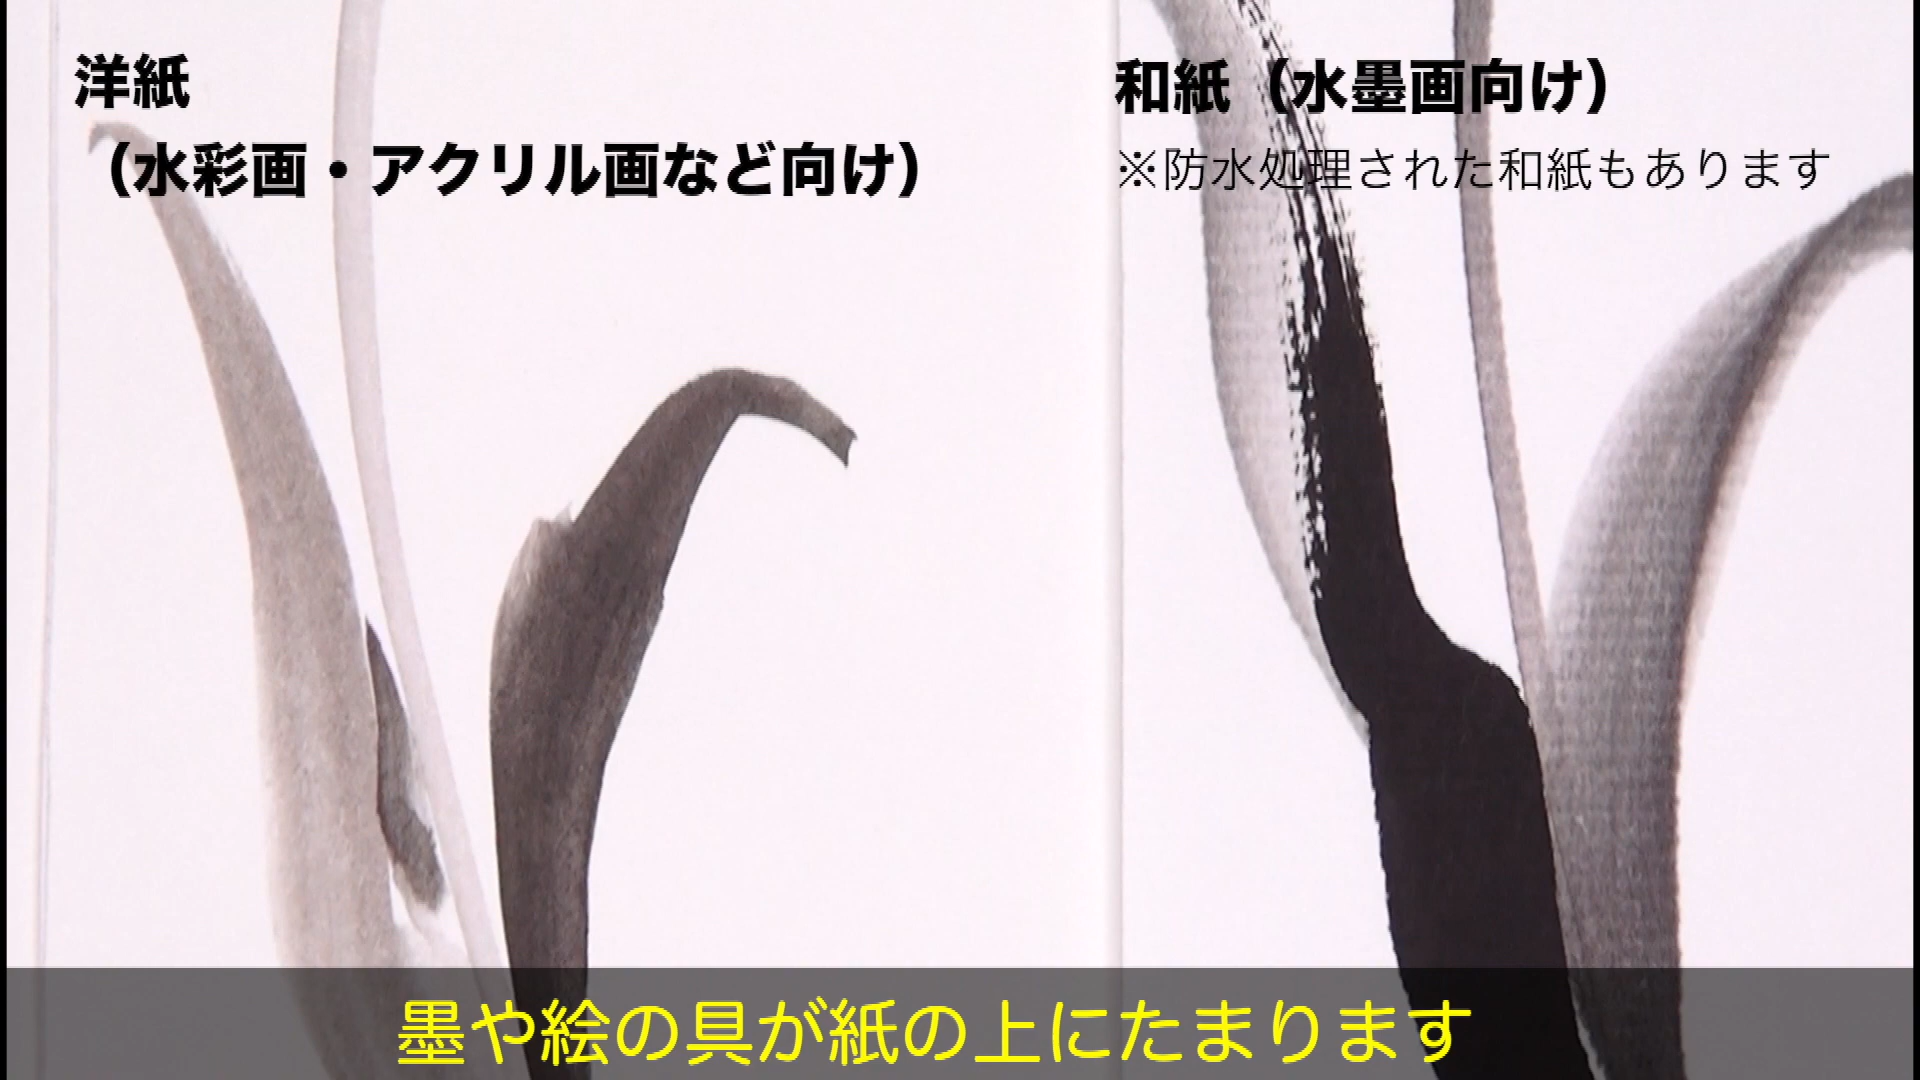 洋紙
（水彩画・アクリル画など向け）
和紙（水墨画向け）
※防水処理された和紙もあります
墨や絵の具が紙の上にたまります